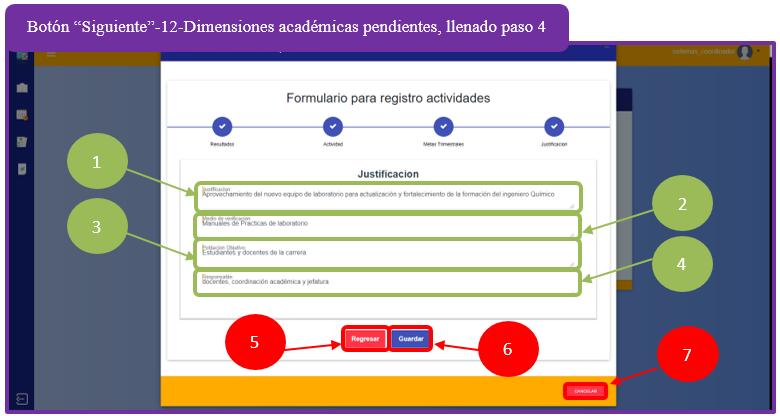 Botón “Siguiente”-12-Dimensiones académicas pendientes, llenado paso 4
Formulario para registro actividades
Resultados
Actividad
Metas Trimestrales
Justificacion
Justificacion
1
Justificacion
Aprovechamiento del nuevo equipo de laboratorio para actualización y fortalecimiento de la formación del ingeniero Químico
2
Medio de verificacion
Manuales de Practicas de laboratorio
3
Poblacion Objetivo
Estudiantes y docentes de la carrera
4
Responsable
docentes, coordinación académica y jefatura
5
Regresar
Guardar
6
7
CANCELAR